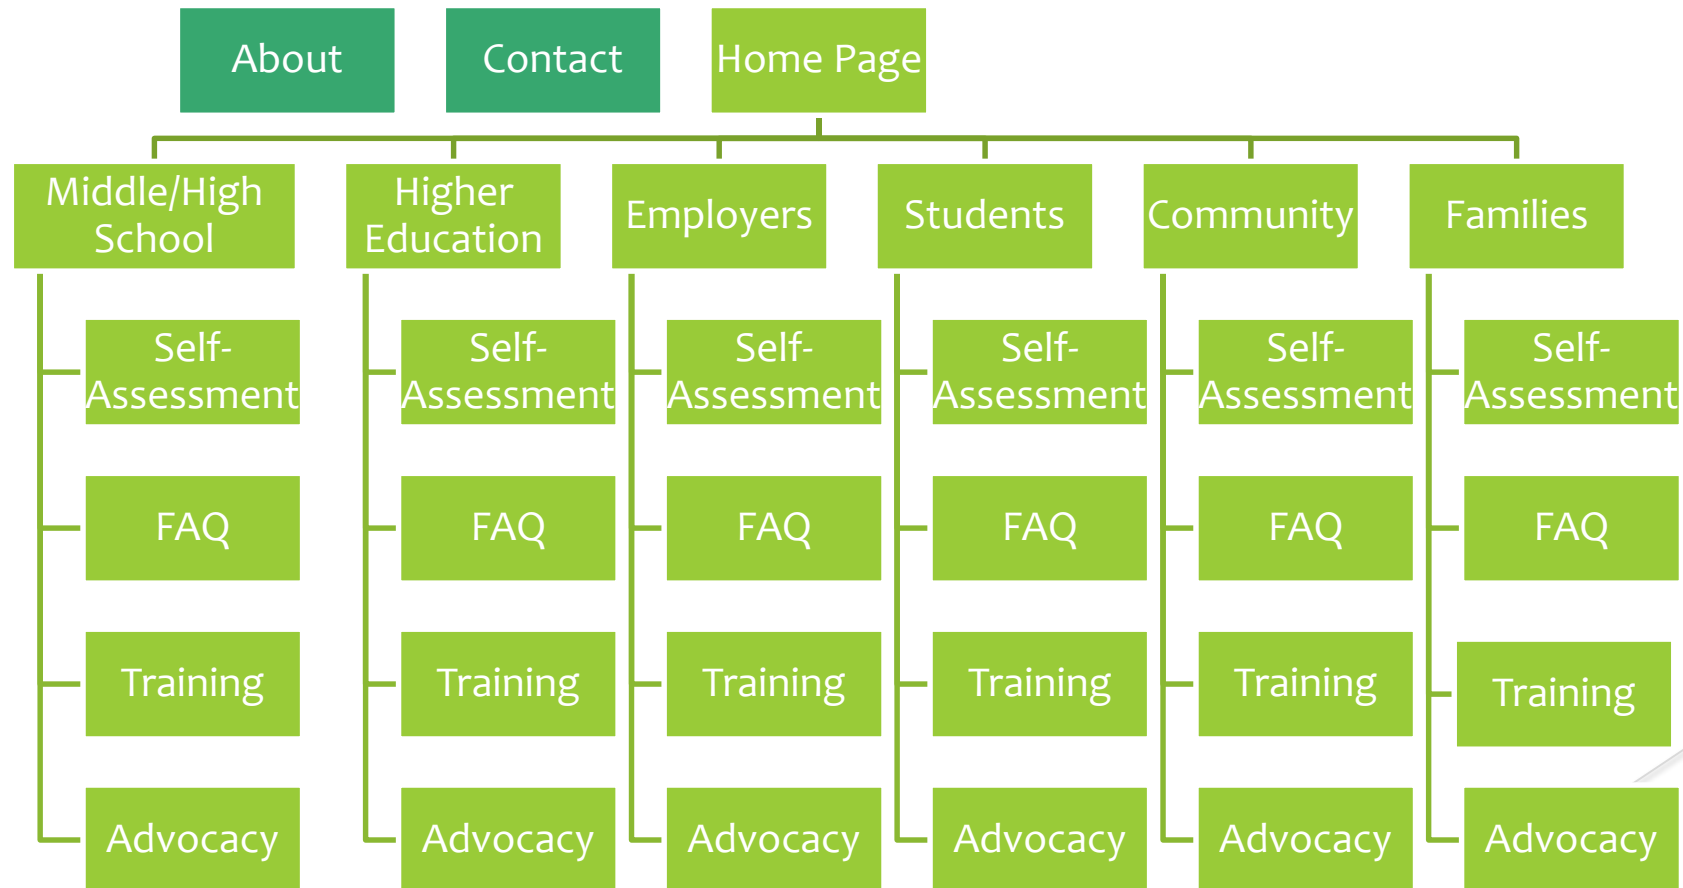 About
Contact
Home Page
Middle/High
School
Higher
Education
Employers
Students
Community
Families
Self-
Assessment
Self-
Assessment
Self-
Assessment
Self-
Assessment
Self-
Assessment
Self-
Assessment
FAQ
FAQ
FAQ
FAQ
FAQ
FAQ
Training
Training
Training
Training
Training
Training
Advocacy
Advocacy
Advocacy
Advocacy
Advocacy
Advocacy